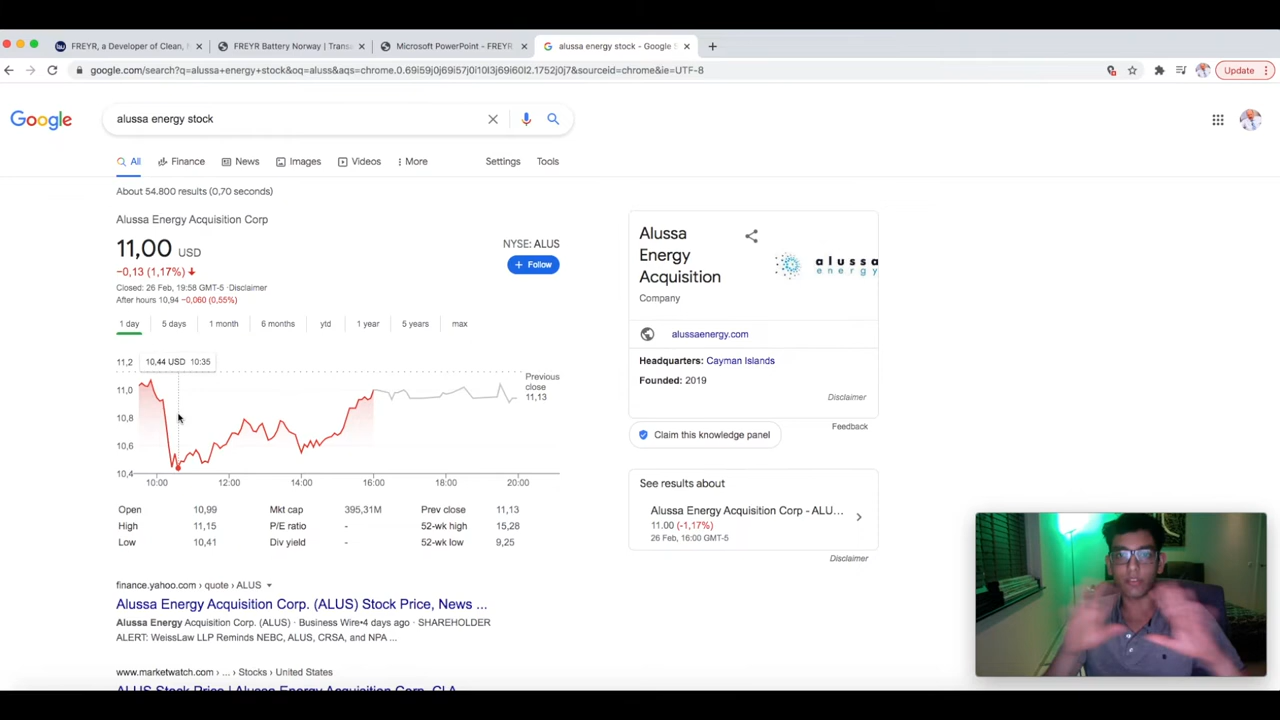 FREYR, a Developer of Clean,
FREYR Battery Norway | Trans
Microsoft PowerPoint - FREYR
alussa energy stock - Google S
google.com/search?q=alussa+energy+stock&oq=aluss&aqs=chrome.0.69i59j0j69i57j0i10l3j69i60l2.1752j0j7&sourceid=chrome&ie=UTF-8
Update
Google
alussa energy stock
All
Finance
News
Images
Videos
More
Settings
Tools
About 54.800 results (0,70 seconds)
Alussa Energy Acquisition Corp
11,00 USD
NYSE: ALUS
−0,13 (1,17%)
+ Follow
Closed: 26 Feb, 19:58 GMT-5 · Disclaimer
After hours 10,94 −0,060 (0,55%)
1 day
5 days
1 month
6 months
ytd
1 year
5 years
max
10,44 USD 10:35
11,2
11,0
10,8
10,6
10,4
Previous
close
11,13
10:00
12:00
14:00
16:00
18:00
20:00
Open 10,99 Mkt cap 395,31M Prev close 11,13
High 11,15 P/E ratio - 52-wk high 15,28
Low 10,41 Div yield - 52-wk low 9,25
finance.yahoo.com › quote › ALUS
Alussa Energy Acquisition Corp. (ALUS) Stock Price, News ...
Alussa Energy Acquisition Corp. (ALUS) · Business Wire•4 days ago · SHAREHOLDER
ALERT: WeissLaw LLP Reminds NEBC, ALUS, CRSA, and NPA ...
www.marketwatch.com › ... › Stocks › United States
ALUS Stock Price | Alussa Energy Acquisition Corp. CLA
Alussa
Energy
Acquisition
Company
alussa
energy
alussaenergy.com
Headquarters: Cayman Islands
Founded: 2019
Disclaimer
Feedback
Claim this knowledge panel
See results about
Alussa Energy Acquisition Corp - ALU...
11.00 (-1,17%)
26 Feb, 16:00 GMT-5
Disclaimer